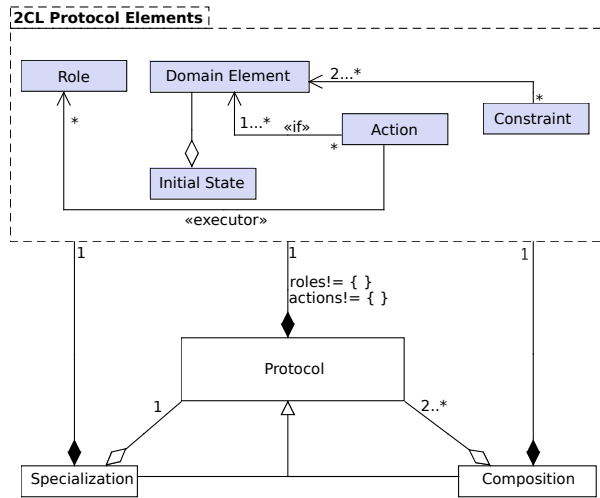 2CL Protocol Elements
Role
Domain Element
2...*
*
*
1...*
«if»
Action
*
Constraint
Initial State
«executor»
1
1
1
roles!= { }
actions!= { }
Protocol
1
2..*
Specialization
Composition